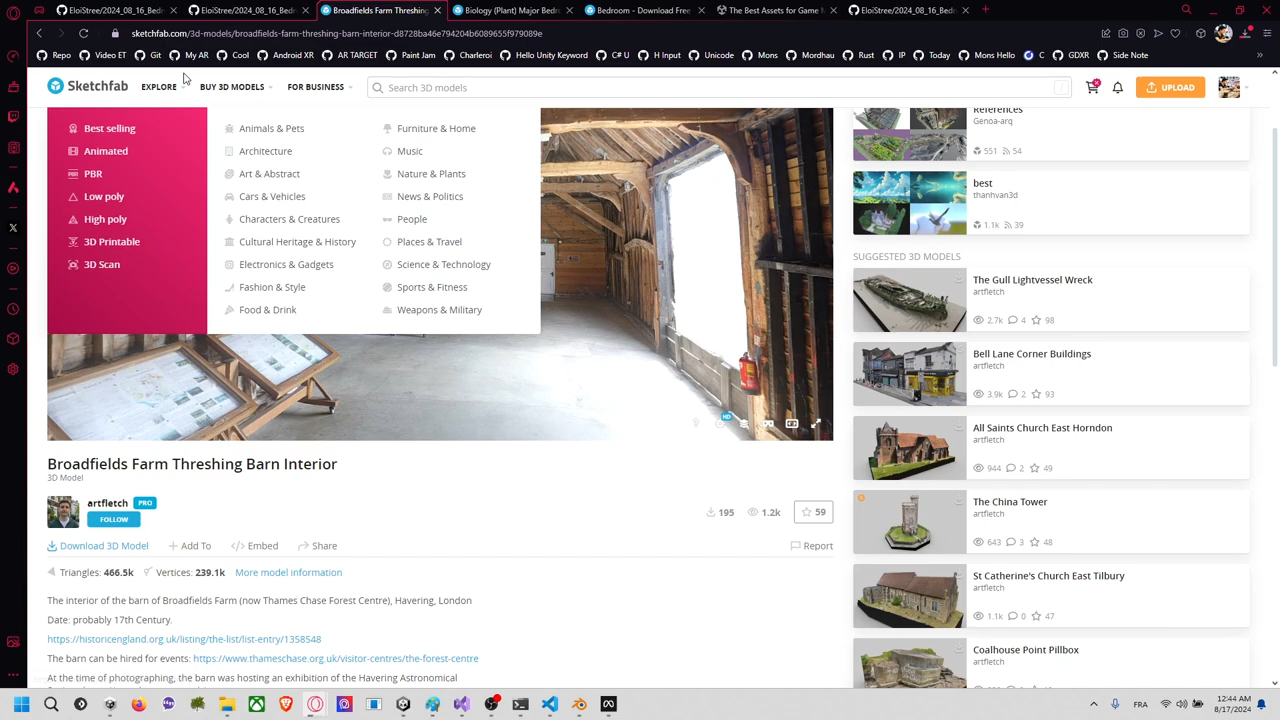 EloiStree/2024_08_16_Bed
EloiStree/2024_08_16_Bed
Broadfields Farm Threshing
Biology (Plant) Major Bedr
Bedroom - Download Free
The Best Assets for Game M
EloiStree/2024_08_16_Bed
sketchfab.com/3d-models/broadfields-farm-threshing-barn-interior-d8728ba46e794204b6089655f979089e
Repo
Video ET
Git
My AR
Cool
Android XR
AR TARGET
Paint Jam
Charleroi
Hello Unity Keyword
C# U
H Input
Unicode
Mons
Mordhau
Rust
IP
Today
Mons Hello
C
GDXR
Side Note
Sketchfab
EXPLORE
BUY 3D MODELS
FOR BUSINESS
Search 3D models
/
UPLOAD
Best selling
Animated
PBR
PBR
Low poly
High poly
3D Printable
3D Scan
Animals & Pets
Architecture
Art & Abstract
Cars & Vehicles
Characters & Creatures
Cultural Heritage & History
Electronics & Gadgets
Fashion & Style
Food & Drink
Furniture & Home
Music
Nature & Plants
News & Politics
People
Places & Travel
Science & Technology
Sports & Fitness
Weapons & Military
HD
Broadfields Farm Threshing Barn Interior
3D Model
artfletch PRO
FOLLOW
195
1.2k
59
Download 3D Model
Add To
Embed
Share
Report
Triangles: 466.5k
Vertices: 239.1k
More model information
The interior of the barn of Broadfields Farm (now Thames Chase Forest Centre), Havering, London
Date: probably 17th Century.
https://historicengland.org.uk/listing/the-list/list-entry/1358548
The barn can be hired for events: https://www.thameschase.org.uk/visitor-centres/the-forest-centre
At the time of photographing, the barn was hosting an exhibition of the Havering Astronomical
References
Genoa-arq
551 54
best
thanhvan3d
1.1k 39
SUGGESTED 3D MODELS
The Gull Lightvessel Wreck
artfletch
2.7k 4 98
Bell Lane Corner Buildings
artfletch
3.9k 2 93
All Saints Church East Horndon
artfletch
944 2 49
The China Tower
artfletch
643 3 48
St Catherine's Church East Tilbury
artfletch
1.1k 0 47
Coalhouse Point Pillbox
artfletch
FRA
12:44 AM
8/17/2024